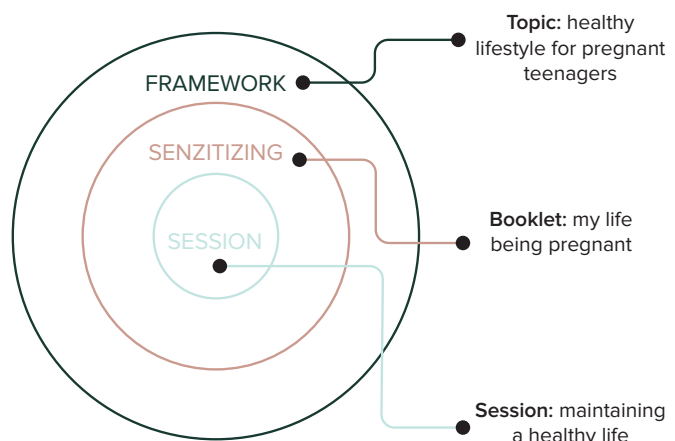 Topic: healthy
lifestyle for pregnant
teenagers
FRAMEWORK
SENZITIZING
Booklet: my life
being pregnant
SESSION
Session: maintaining
a healthy life